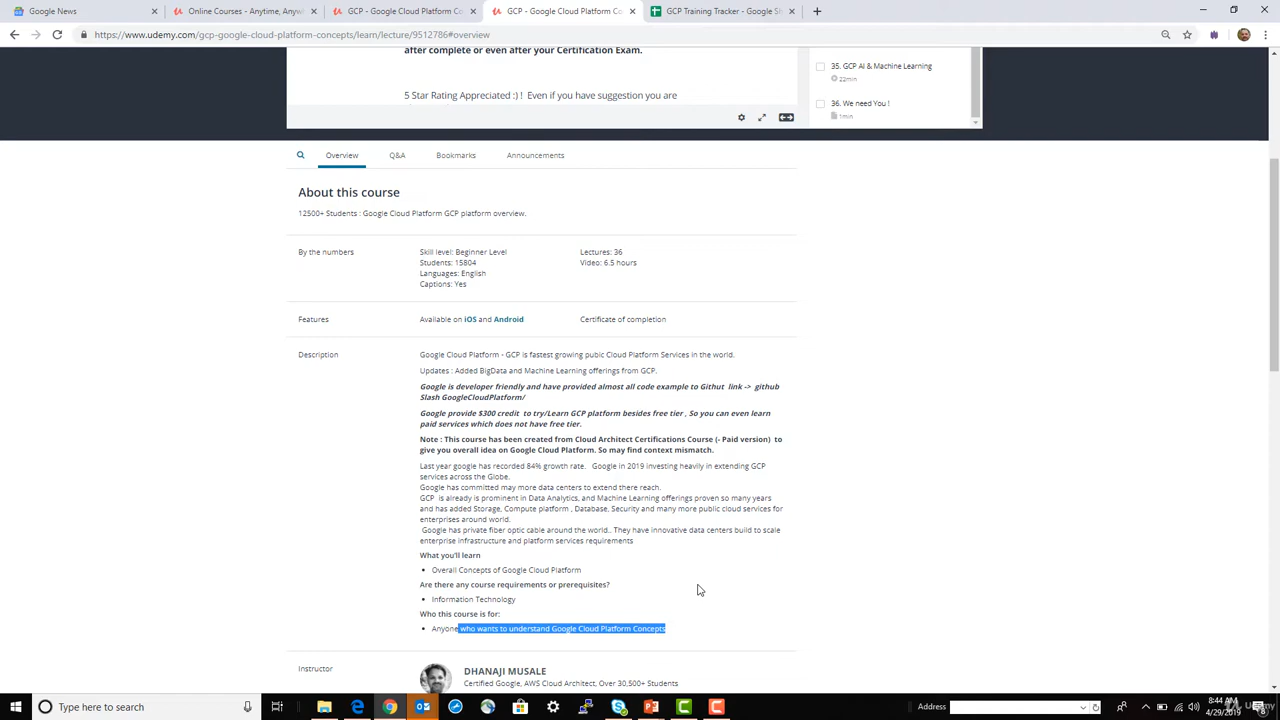 Google News
Online Courses - Anytime, Anyw
GCP - Google Cloud Platform Co
GCP - Google Cloud Platform Co
GCP Training Tracker - Google S
https://www.udemy.com/gcp-google-cloud-platform-concepts/learn/lecture/9512786#overview
after complete or even after your Certification Exam.
5 Star Rating Appreciated :) ! Even if you have suggestion you are
35. GCP AI & Machine Learning
22min
36. We need You !
1min
Overview
Q&A
Bookmarks
Announcements
About this course
12500+ Students : Google Cloud Platform GCP platform overview.
By the numbers
Skill level: Beginner Level
Students: 15804
Languages: English
Captions: Yes
Lectures: 36
Video: 6.5 hours
Features
Available on iOS and Android
Certificate of completion
Description
Google Cloud Platform - GCP is fastest growing pubic Cloud Platform Services in the world.
Updates : Added BigData and Machine Learning offerings from GCP.
Google is developer friendly and have provided almost all code example to Githut link -> github
Slash GoogleCloudPlatform/
Google provide $300 credit to try/Learn GCP platform besides free tier , So you can even learn
paid services which does not have free tier.
Note : This course has been created from Cloud Architect Certifications Course (- Paid version) to
give you overall idea on Google Cloud Platform. So may find context mismatch.
Last year google has recorded 84% growth rate. Google in 2019 investing heavily in extending GCP
services across the Globe.
Google has committed may more data centers to extend there reach.
GCP is already is prominent in Data Analytics, and Machine Learning offerings proven so many years
and has added Storage, Compute platform , Database, Security and many more public cloud services for
enterprises around world.
Google has private fiber optic cable around the world.. They have innovative data centers build to scale
enterprise infrastructure and platform services requirements
What you'll learn
• Overall Concepts of Google Cloud Platform
Are there any course requirements or prerequisites?
• Information Technology
Who this course is for:
• Anyone who wants to understand Google Cloud Platform Concepts
Instructor
DHANAJI MUSALE
Certified Google, AWS Cloud Architect, Over 30,500+ Students
Type here to search
Address
8:44 AM
4/29/2019
Udemy